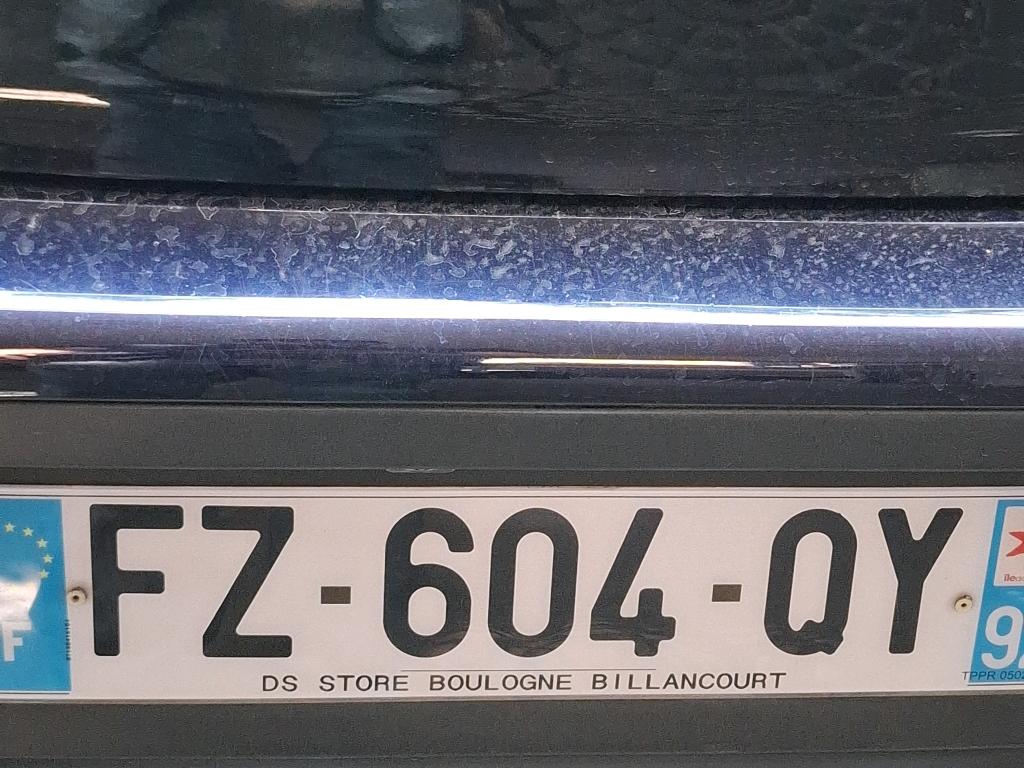 F FZ-604-QY
DS STORE BOULOGNE BILLANCOURT